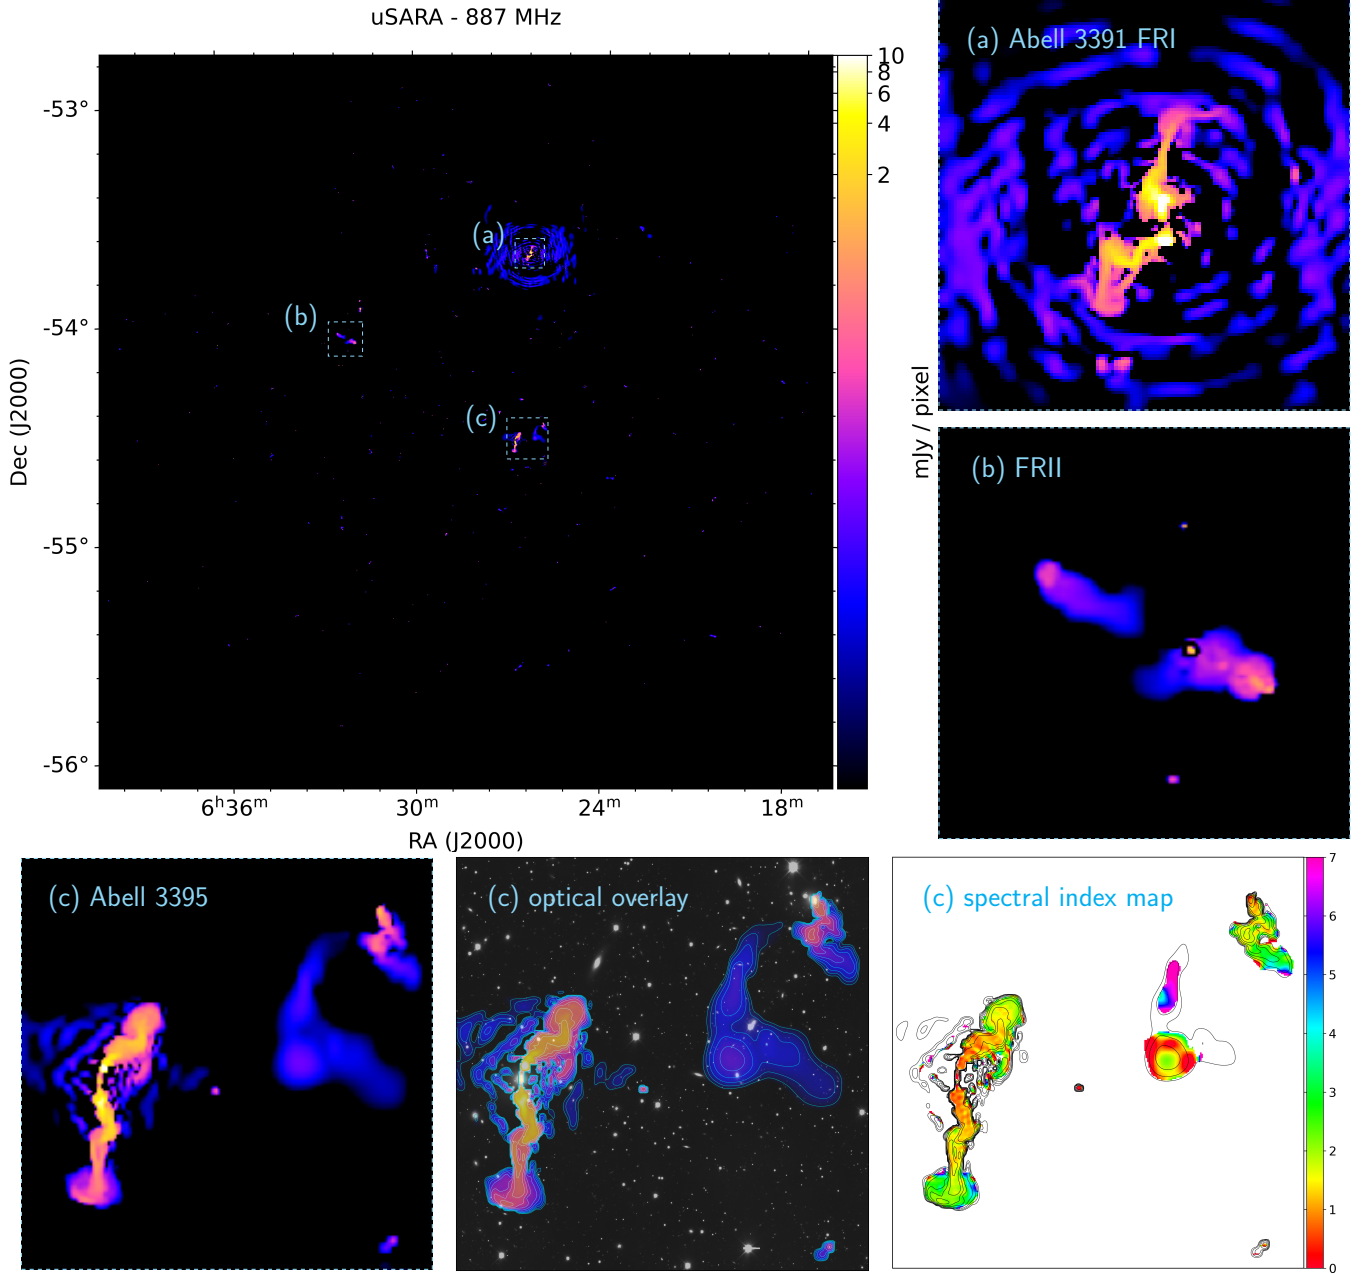 uSARA - 887 MHz
10
8
6
4
2
mJy / pixel
-53°
-54°
-55°
-56°
Dec (J2000)
(a)
(b)
(c)
6ʰ36ᵐ
30ᵐ
24ᵐ
18ᵐ
RA (J2000)
(a) Abell 3391 FRI
(b) FRII
(c) Abell 3395
(c) optical overlay
(c) spectral index map
7
6
5
4
3
2
1
0